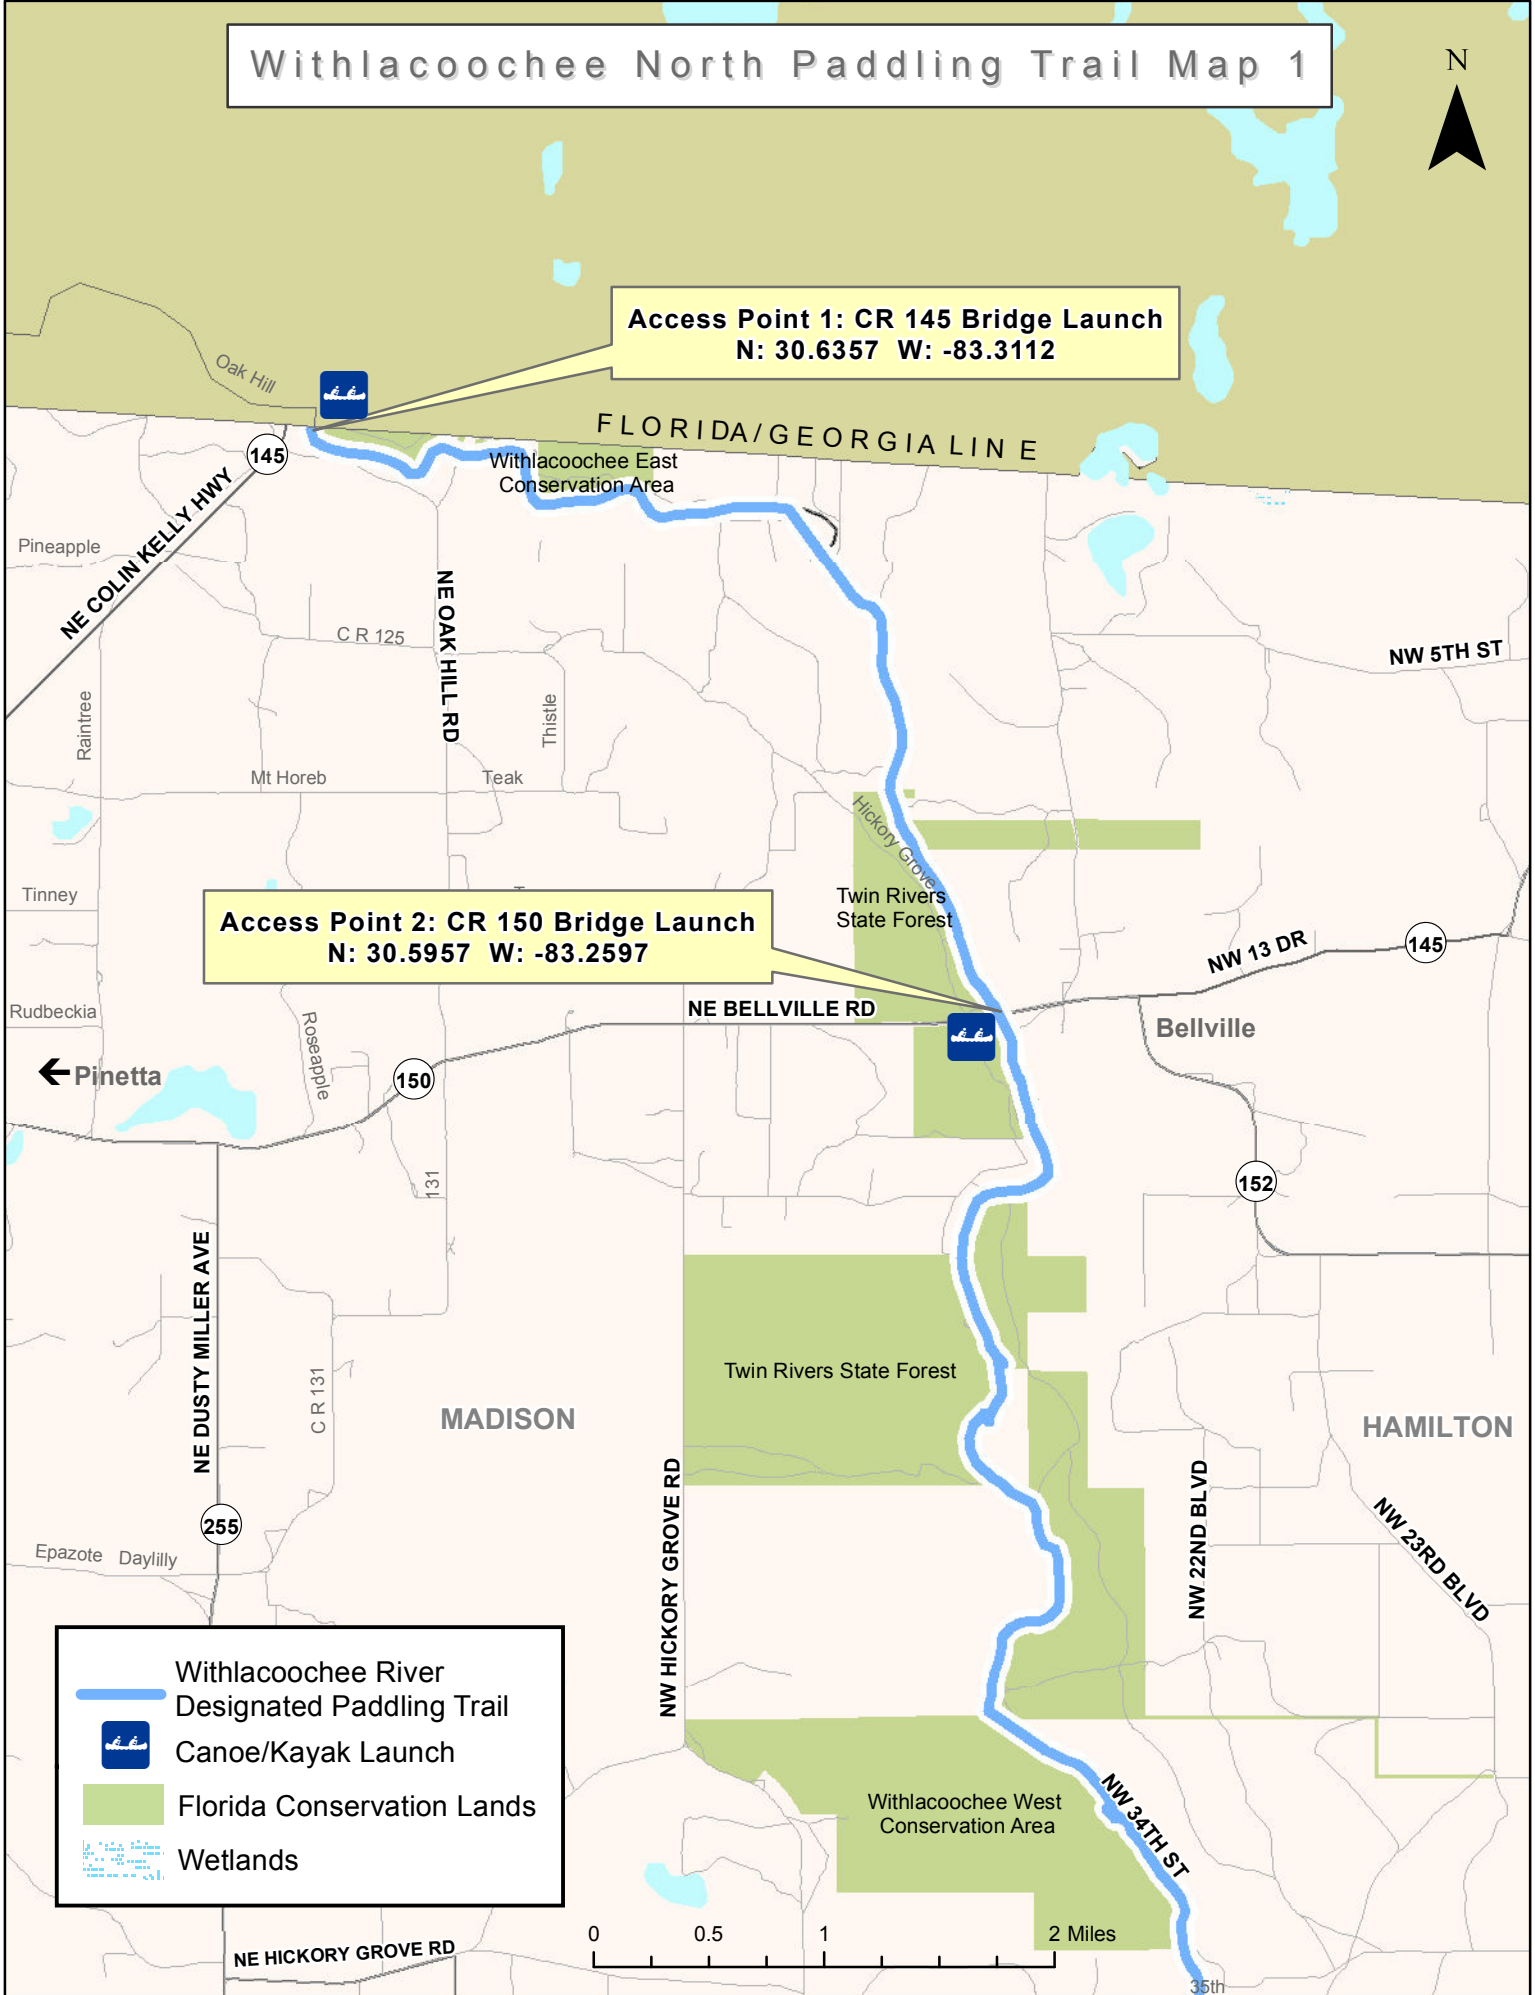 Withlacoochee North Paddling Trail Map 1
N
Access Point 1: CR 145 Bridge Launch
N: 30.6357 W: -83.3112
Oak Hill
FLORIDA/GEORGIA LINE
145
Withlacoochee East
Conservation Area
NE COLIN KELLY HWY
Pineapple
NE OAK HILL RD
C R 125
NW 5TH ST
Raintree
Thistle
Mt Horeb
Teak
Hickory Grove
Tinney
Twin Rivers
State Forest
Access Point 2: CR 150 Bridge Launch
N: 30.5957 W: -83.2597
NW 13 DR
145
Rudbeckia
NE BELLVILLE RD
Roseapple
Bellville
Pinetta
150
131
152
NE DUSTY MILLER AVE
Twin Rivers State Forest
C R 131
MADISON
HAMILTON
NW HICKORY GROVE RD
NW 22ND BLVD
NW 23RD BLVD
255
Epazote
Daylilly
Withlacoochee River
Designated Paddling Trail
Canoe/Kayak Launch
Florida Conservation Lands
Wetlands
NW 34TH ST
Withlacoochee West
Conservation Area
0 0.5 1 2 Miles
NE HICKORY GROVE RD
35th